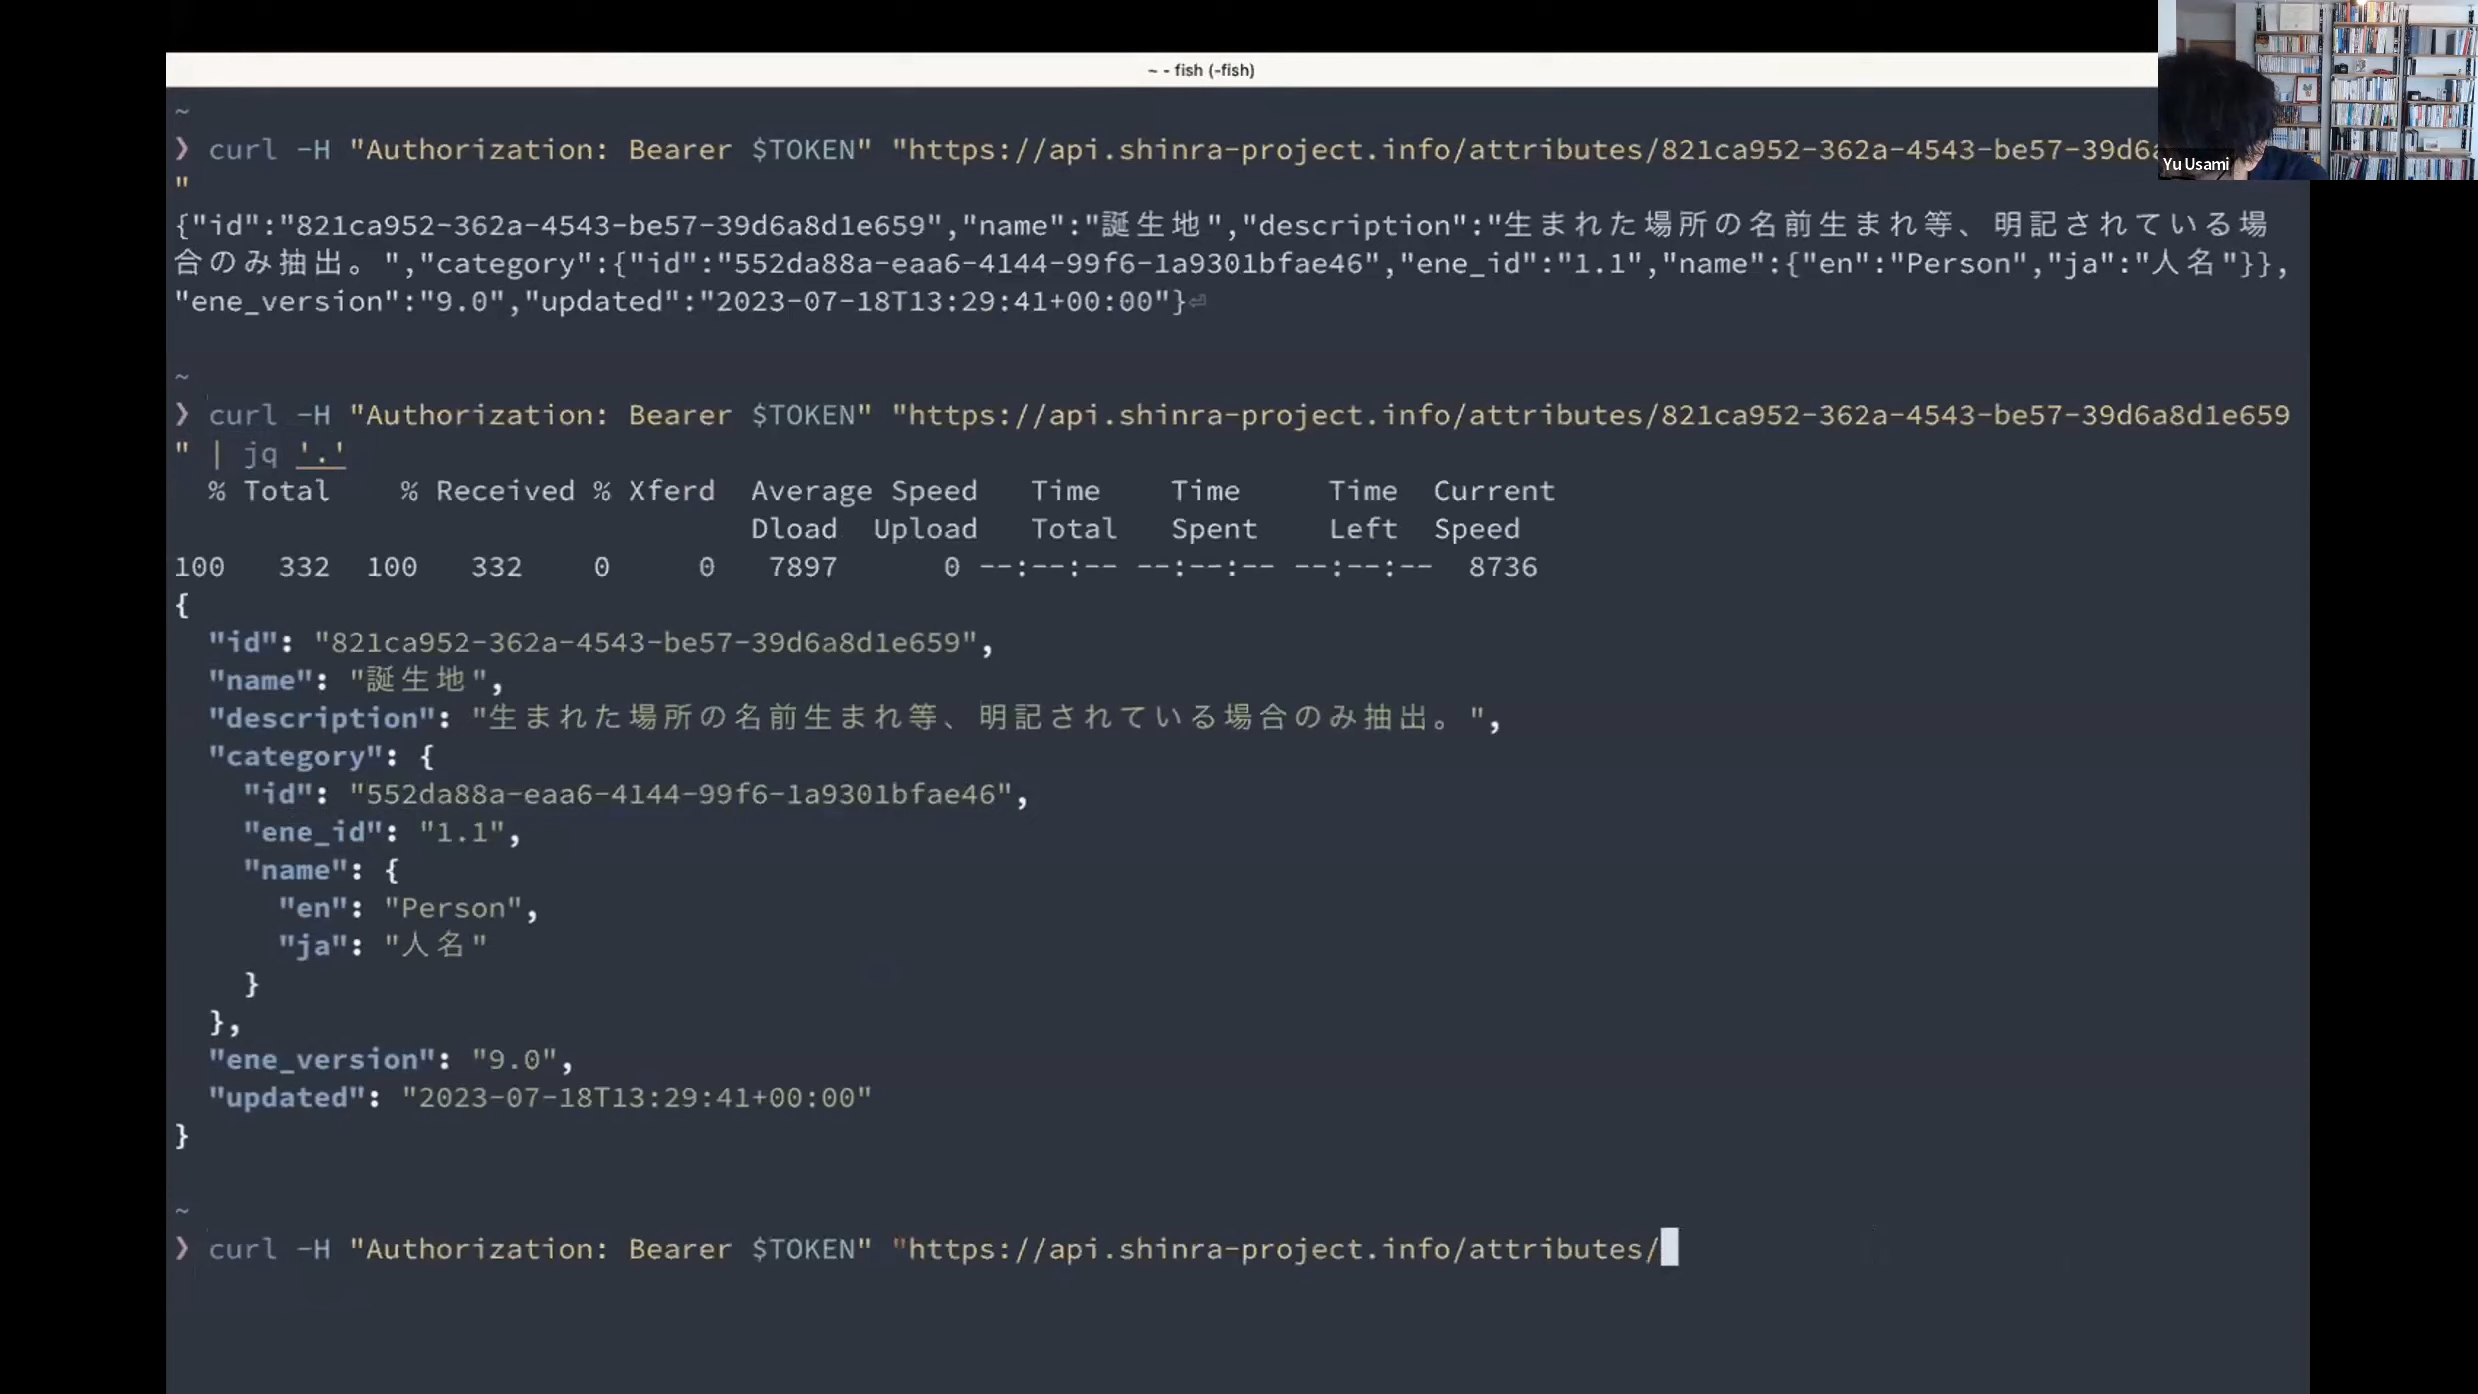 ~ - fish (-fish)
~
❯ curl -H "Authorization: Bearer $TOKEN" "https://api.shinra-project.info/attributes/821ca952-362a-4543-be57-39d6a
Yu Usami
"
{"id":"821ca952-362a-4543-be57-39d6a8d1e659","name":"誕生地","description":"生まれた場所の名前生まれ等、明記されている場
合のみ抽出。","category":{"id":"552da88a-eaa6-4144-99f6-1a9301bfae46","ene_id":"1.1","name":{"en":"Person","ja":"人名"}},
"ene_version":"9.0","updated":"2023-07-18T13:29:41+00:00"}⏎
~
❯ curl -H "Authorization: Bearer $TOKEN" "https://api.shinra-project.info/attributes/821ca952-362a-4543-be57-39d6a8d1e659
" | jq '.'
% Total % Received % Xferd Average Speed Time Time Time Current
Dload Upload Total Spent Left Speed
100 332 100 332 0 0 7897 0 --:--:-- --:--:-- --:--:-- 8736
{
"id": "821ca952-362a-4543-be57-39d6a8d1e659",
"name": "誕生地",
"description": "生まれた場所の名前生まれ等、明記されている場合のみ抽出。",
"category": {
"id": "552da88a-eaa6-4144-99f6-1a9301bfae46",
"ene_id": "1.1",
"name": {
"en": "Person",
"ja": "人名"
}
},
"ene_version": "9.0",
"updated": "2023-07-18T13:29:41+00:00"
}
~
❯ curl -H "Authorization: Bearer $TOKEN" "https://api.shinra-project.info/attributes/